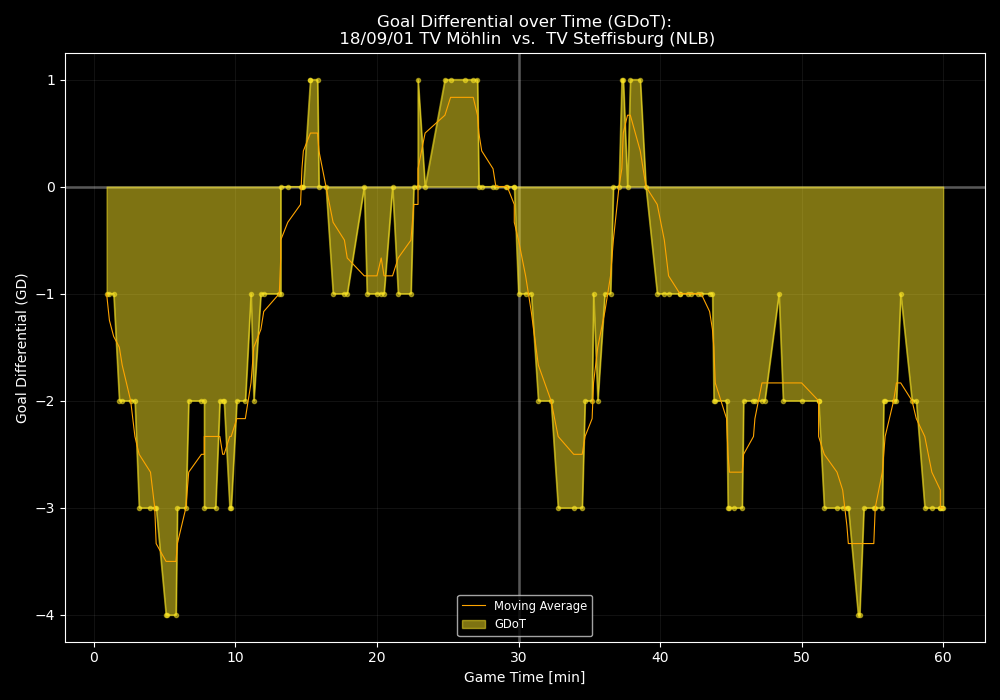 Goal Differential over Time (GDoT):
18/09/01 TV Möhlin  vs.  TV Steffisburg (NLB)
Goal Differential (GD)
1
0
−1
−2
−3
−4
Moving Average
GDoT
0 10 20 30 40 50 60
Game Time [min]